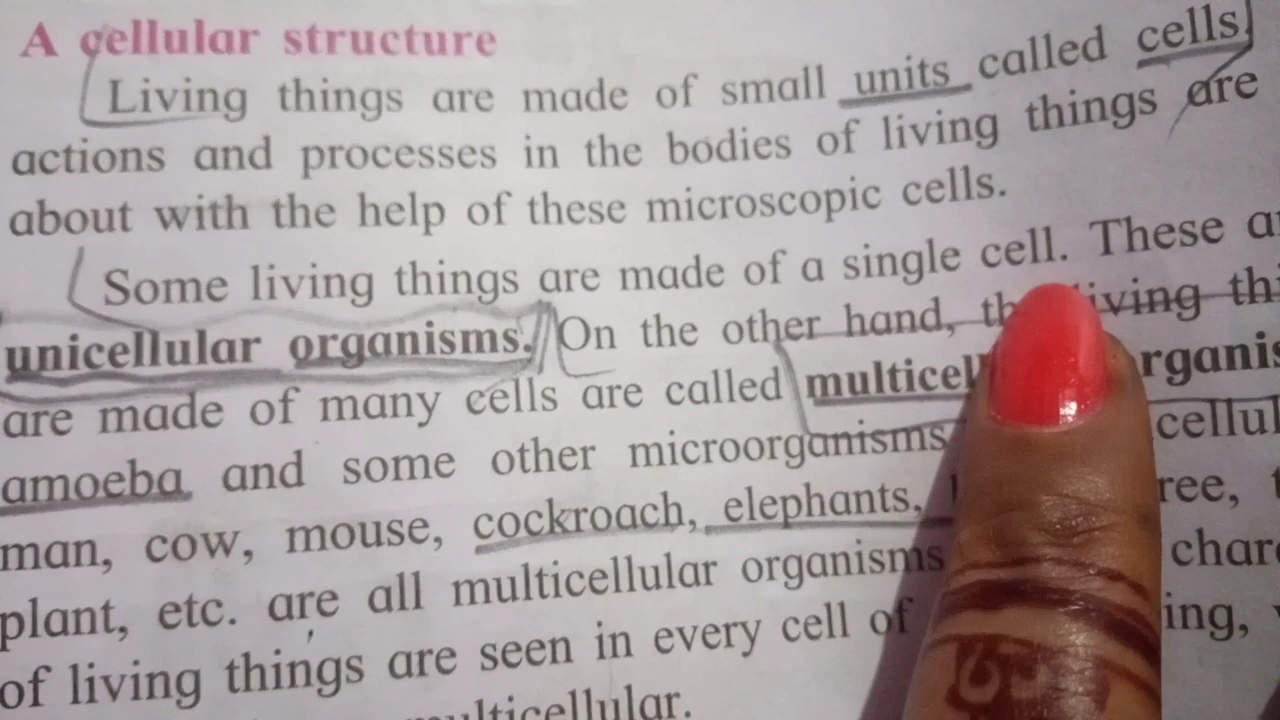 A cellular structure
Living things are made of small units called cells.
actions and processes in the bodies of living things are
about with the help of these microscopic cells.
Some living things are made of a single cell. These
unicellular organisms. On the other hand,
are made of many cells are called
amoeba and some other microorganisms
man, cow, mouse, cockroach, elephants,
plant, etc. are all multicellular organisms
of living things are seen in every cell of
multicellular.